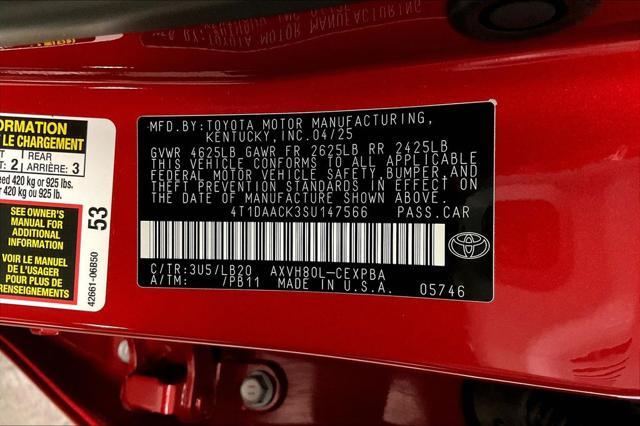 ORMATION
LE CHARGEMENT
T
2
REAR
ARRIÈRE: 3
eed 420 kg or 925 lbs.
420 kg ou 925 lb.
SEE OWNER'S
MANUAL FOR
ADDITIONAL
INFORMATION
VOIR LE MANUEL
DE L'USAGER
POUR PLUS DE
RENSEIGNEMENTS
53
42661-06B50
MFD.BY:TOYOTA MOTOR MANUFACTURING,
KENTUCKY,INC.04/25
GVWR 4625LB GAWR FR 2625LB RR 2425LB
THIS VEHICLE CONFORMS TO ALL APPLICABLE
FEDERAL MOTOR VEHICLE SAFETY,BUMPER,AND
THEFT PREVENTION STANDARDS IN EFFECT ON
THE DATE OF MANUFACTURE SHOWN ABOVE.
4T1DAACK3SU147566 PASS.CAR
C/TR:3U5/LB20 AXVH80L-CEXPBA
A/TM: 7PB11 MADE IN U.S.A. 05746